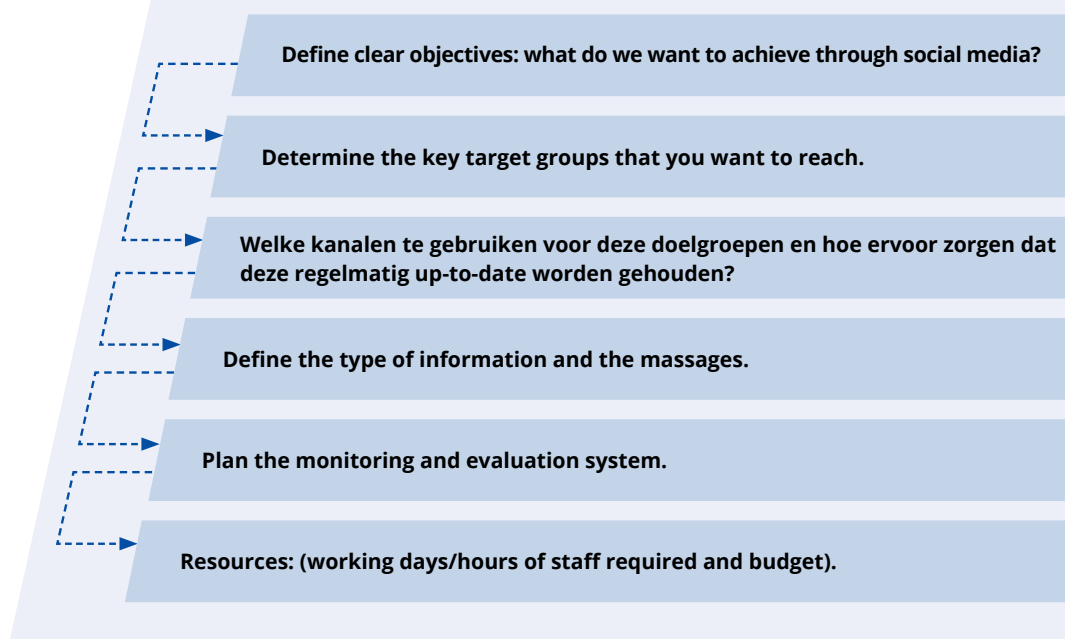 Define clear objectives: what do we want to achieve through social media?
Determine the key target groups that you want to reach.
Welke kanalen te gebruiken voor deze doelgroepen en hoe ervoor zorgen dat
deze regelmatig up-to-date worden gehouden?
Define the type of information and the massages.
Plan the monitoring and evaluation system.
Resources: (working days/hours of staff required and budget).